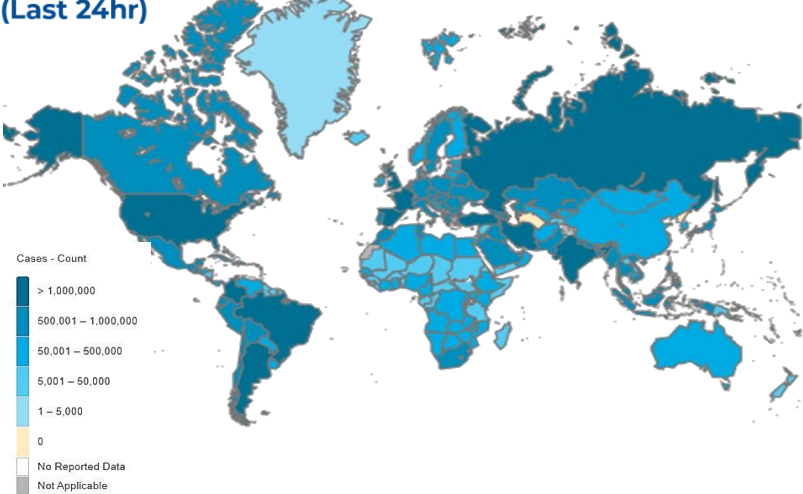 (Last 24hr)
Cases - Count
> 1,000,000
500,001 – 1,000,000
50,001 – 500,000
5,001 – 50,000
1 – 5,000
0
No Reported Data
Not Applicable